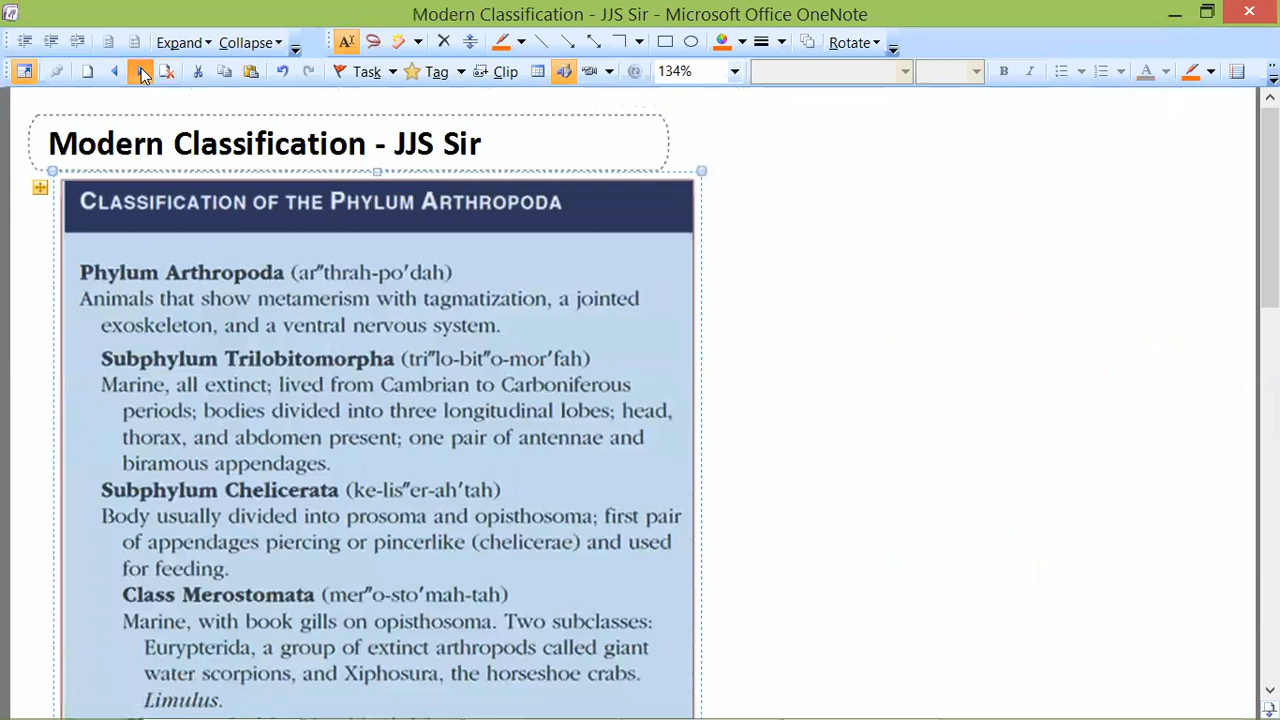 Modern Classification - JJS Sir - Microsoft Office OneNote
Expand Collapse Rotate
Task Tag Clip 134% B I A
Modern Classification - JJS Sir
CLASSIFICATION OF THE PHYLUM ARTHROPODA
Phylum Arthropoda (ar″thrah-po′dah)
Animals that show metamerism with tagmatization, a jointed
exoskeleton, and a ventral nervous system.
Subphylum Trilobitomorpha (tri″lo-bit″o-mor′fah)
Marine, all extinct; lived from Cambrian to Carboniferous
periods; bodies divided into three longitudinal lobes; head,
thorax, and abdomen present; one pair of antennae and
biramous appendages.
Subphylum Chelicerata (ke-lis″er-ah′tah)
Body usually divided into prosoma and opisthosoma; first pair
of appendages piercing or pincerlike (chelicerae) and used
for feeding.
Class Merostomata (mer″o-sto′mah-tah)
Marine, with book gills on opisthosoma. Two subclasses:
Eurypterida, a group of extinct arthropods called giant
water scorpions, and Xiphosura, the horseshoe crabs.
Limulus.